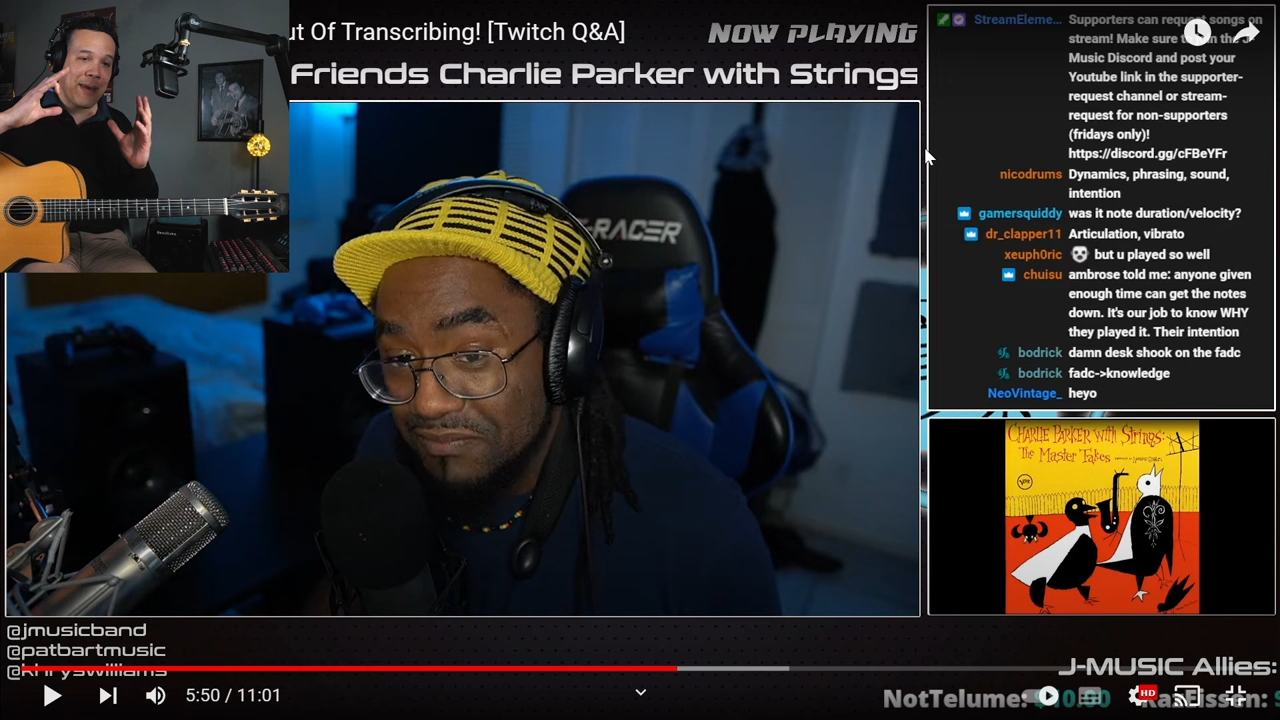 ut Of Transcribing! [Twitch Q&A]
NOW PLAYING
Friends Charlie Parker with Strings
StreamEleme... Supporters can request songs on
stream! Make sure
Music Discord and post your
Youtube link in the supporter-
request channel or stream-
request for non-supporters
(fridays only)!
https://discord.gg/cFBeYFr
nicodrums Dynamics, phrasing, sound,
intention
gamersquiddy was it note duration/velocity?
dr_clapper11 Articulation, vibrato
xeuph0ric but u played so well
chuisu ambrose told me: anyone given
enough time can get the notes
down. It's our job to know WHY
they played it. Their intention
bodrick damn desk shook on the fadc
bodrick fadc->knowledge
NeoVintage_ heyo
-RACER
CHARLIE PARKER WITH STRINGS:
The Master Takes
@jmusicband
@patbartmusic
@khryswilliams
J-MUSIC Allies:
5:50 / 11:01
HD
NotTelume: